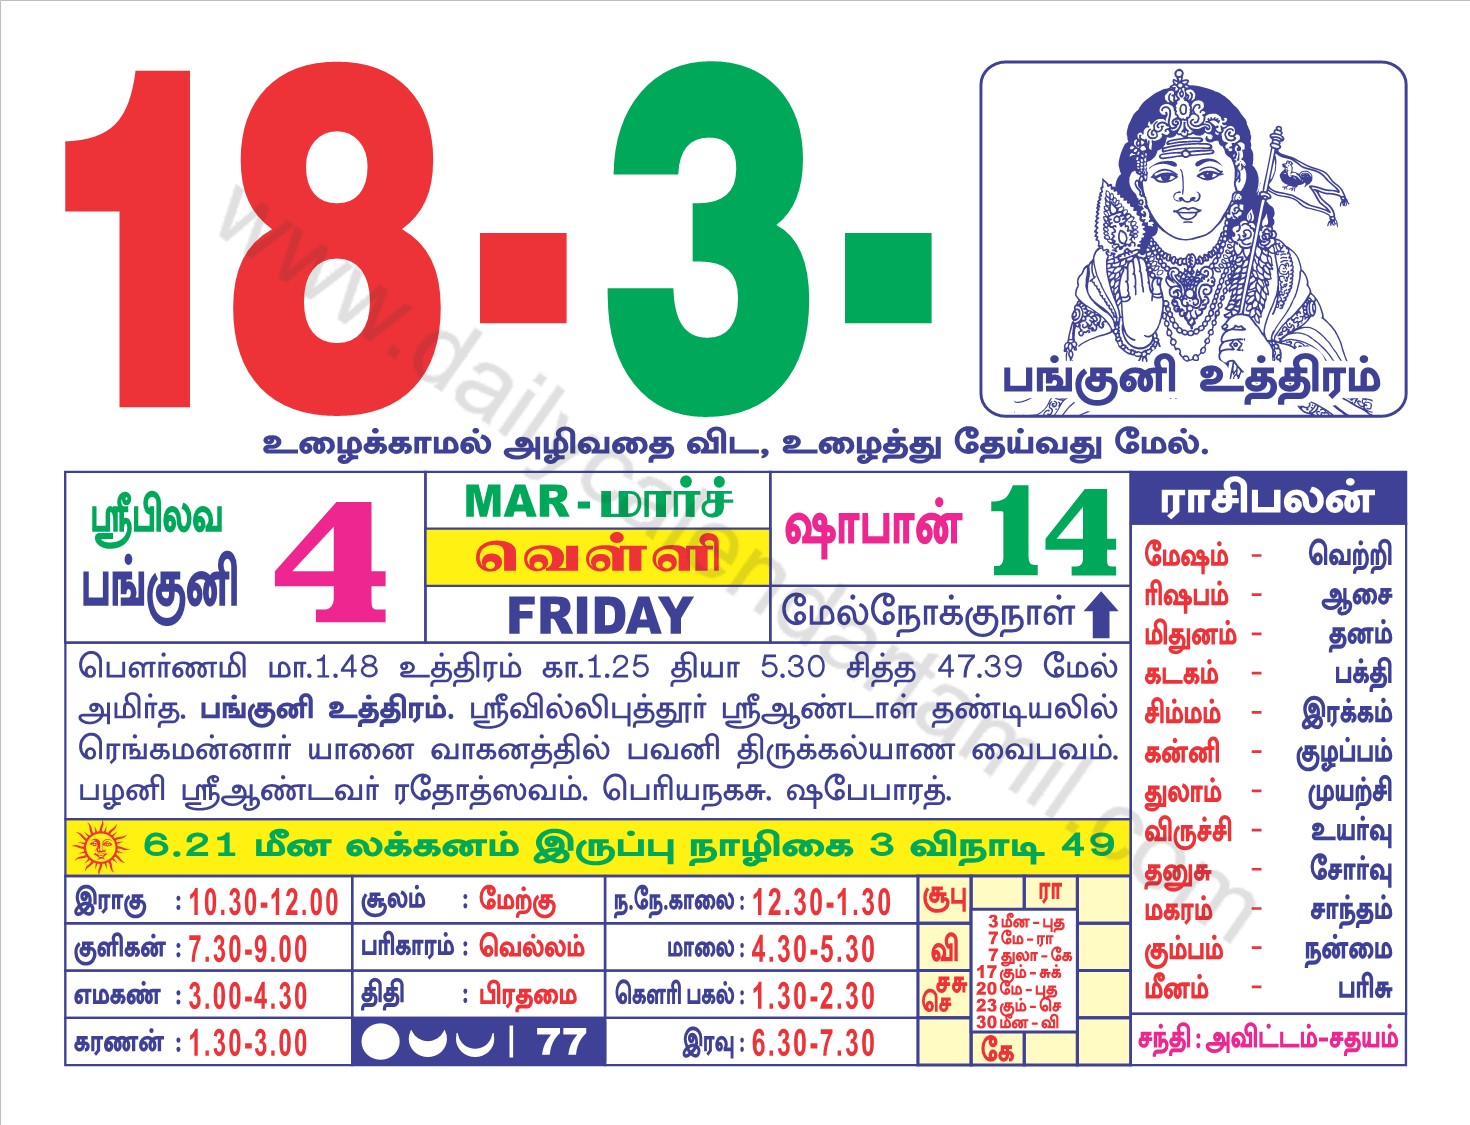 18-3-
பங்குனி உத்திரம்
உழைக்காமல் அழிவதை விட, உழைத்து தேய்வது மேல்.
ஸ்ரீபிலவ
பங்குனி 4
MAR - மார்ச்
வெள்ளி
FRIDAY
ஷாபான் 14
மேல்நோக்குநாள்
பௌர்ணமி மா.1.48 உத்திரம் கா.1.25 தியா 5.30 சித்த 47.39 மேல்
அமிர்த. பங்குனி உத்திரம். ஸ்ரீவில்லிபுத்தூர் ஸ்ரீஆண்டாள் தண்டியலில்
ரெங்கமன்னார் யானை வாகனத்தில் பவனி திருக்கல்யாண வைபவம்.
பழனி ஸ்ரீஆண்டவர் ரதோத்ஸவம். பெரியநகசு. ஷபேபாரத்.
6.21 மீன லக்கனம் இருப்பு நாழிகை 3 விநாடி 49
இராகு : 10.30-12.00
குளிகன் : 7.30-9.00
எமகண் : 3.00-4.30
கரணன் : 1.30-3.00
சூலம் : மேற்கு
பரிகாரம் : வெல்லம்
திதி : பிரதமை
77
ந.நே.காலை : 12.30-1.30
மாலை : 4.30-5.30
கௌரி பகல் : 1.30-2.30
இரவு : 6.30-7.30
சூபு
ரா
வி
சசு
செ
கே
3 மீன - புத
7 மே - ரா
7 துலா - கே
17 கும் - சுக்
20 மே - புத
23 கும் - செ
30 மீன - வி
ராசிபலன்
மேஷம் - வெற்றி
ரிஷபம் - ஆசை
மிதுனம் - தனம்
கடகம் - பக்தி
சிம்மம் - இரக்கம்
கன்னி - குழப்பம்
துலாம் - முயற்சி
விருச்சி - உயர்வு
தனுசு - சோர்வு
மகரம் - சாந்தம்
கும்பம் - நன்மை
மீனம் - பரிசு
சந்தி : அவிட்டம்-சதயம்
www.dailycalendartamil.com